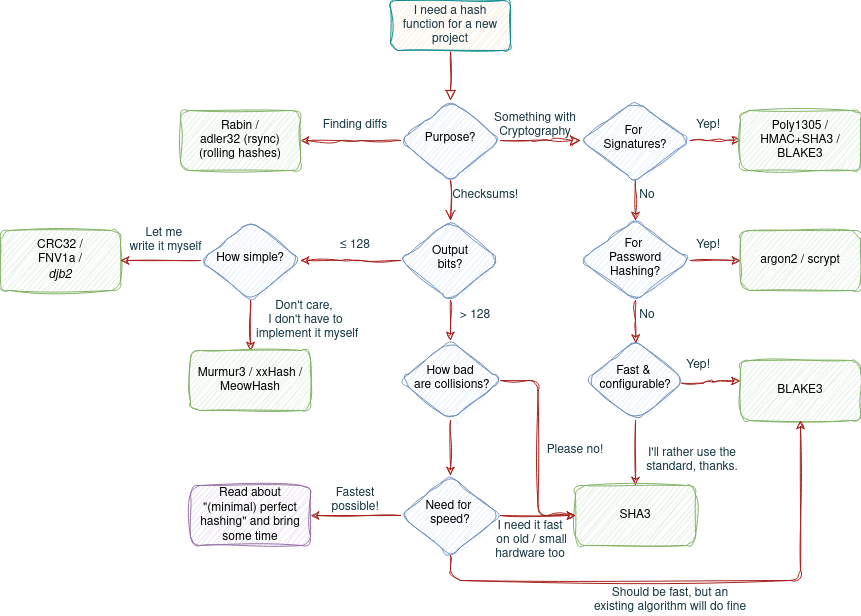 I need a hash
function for a new
project
Rabin /
adler32 (rsync)
(rolling hashes)
Finding diffs
Purpose?
Something with
Cryptography
For
Signatures?
Yep!
Poly1305 /
HMAC+SHA3 /
BLAKE3
Checksums!
No
CRC32 /
FNV1a /
djb2
Let me
write it myself
How simple?
≤ 128
Output
bits?
For
Password
Hashing?
Yep!
argon2 / scrypt
Don't care,
I don't have to
implement it myself
> 128
No
Murmur3 / xxHash /
MeowHash
How bad
are collisions?
Fast &
configurable?
Yep!
BLAKE3
Please no!
I'll rather use the
standard, thanks.
Read about
"(minimal) perfect
hashing" and bring
some time
Fastest
possible!
Need for
speed?
I need it fast
on old / small
hardware too
SHA3
Should be fast, but an
existing algorithm will do fine